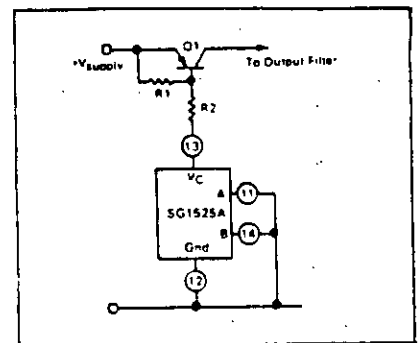 Q1
+Vsupply
To Output Filter
R1
R2
13
VC
A
11
SG1525A
B
14
Gnd
12